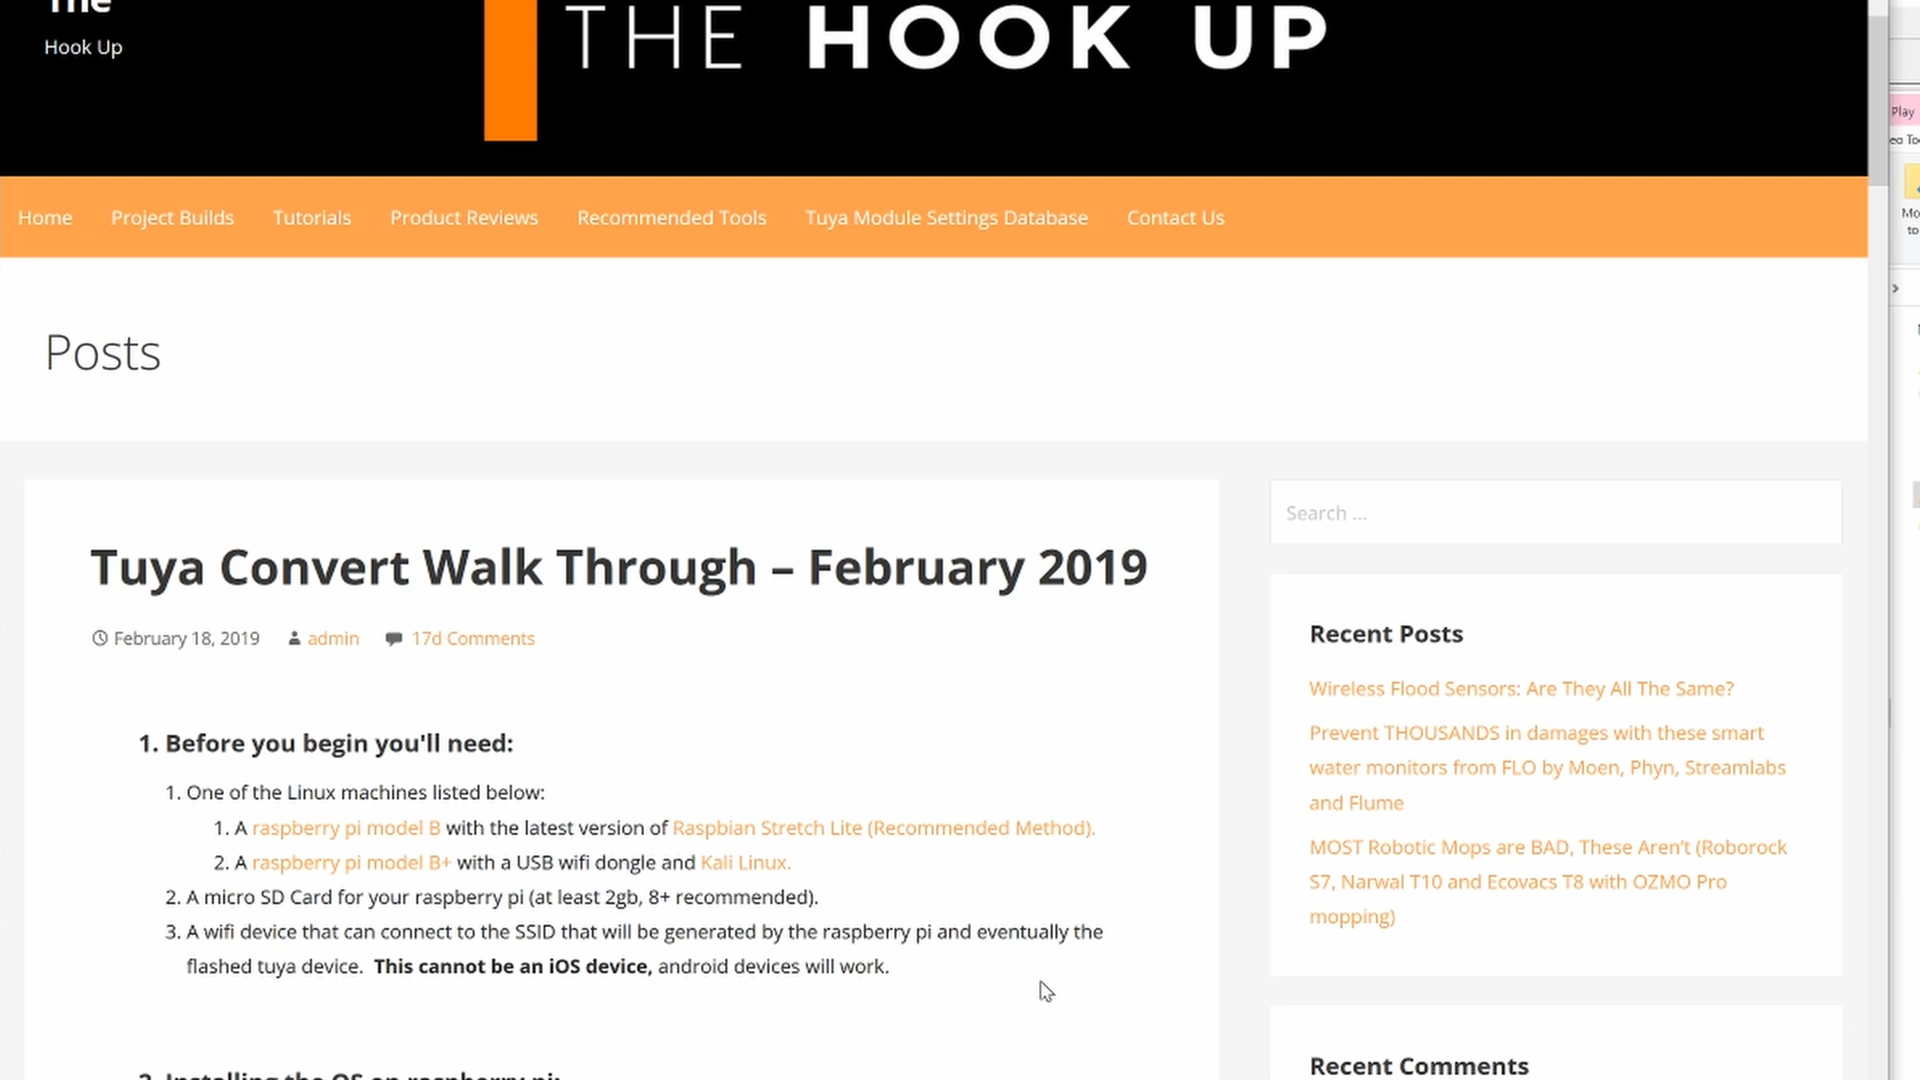 The
Hook Up
THE HOOK UP
Home Project Builds Tutorials Product Reviews Recommended Tools Tuya Module Settings Database Contact Us
Play
Posts
Tuya Convert Walk Through – February 2019
February 18, 2019 admin 17d Comments
1. Before you begin you'll need:
1. One of the Linux machines listed below:
1. A raspberry pi model B with the latest version of Raspbian Stretch Lite (Recommended Method).
2. A raspberry pi model B+ with a USB wifi dongle and Kali Linux.
2. A micro SD Card for your raspberry pi (at least 2gb, 8+ recommended).
3. A wifi device that can connect to the SSID that will be generated by the raspberry pi and eventually the
flashed tuya device. This cannot be an iOS device, android devices will work.
2. Installing the OS on raspberry pi:
Search ...
Recent Posts
Wireless Flood Sensors: Are They All The Same?
Prevent THOUSANDS in damages with these smart
water monitors from FLO by Moen, Phyn, Streamlabs
and Flume
MOST Robotic Mops are BAD, These Aren’t (Roborock
S7, Narwal T10 and Ecovacs T8 with OZMO Pro
mopping)
Recent Comments